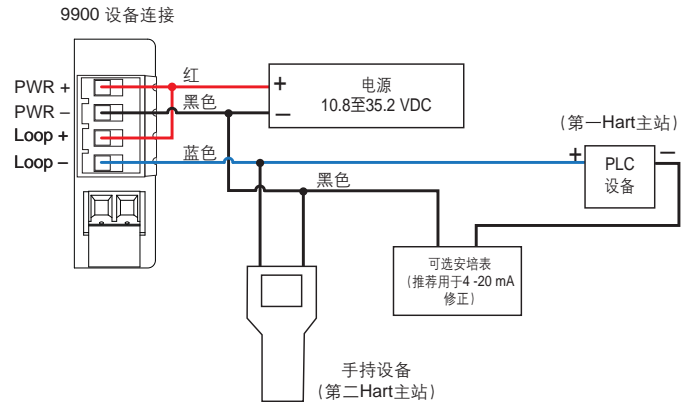 9900 设备连接
PWR +
PWR –
Loop +
Loop –
红
黑色
蓝色
黑色
+
–
电源
10.8至35.2 VDC
(第一Hart主站)
+
–
PLC
设备
可选安培表
(推荐用于4 -20 mA
修正)
手持设备
(第二Hart主站)